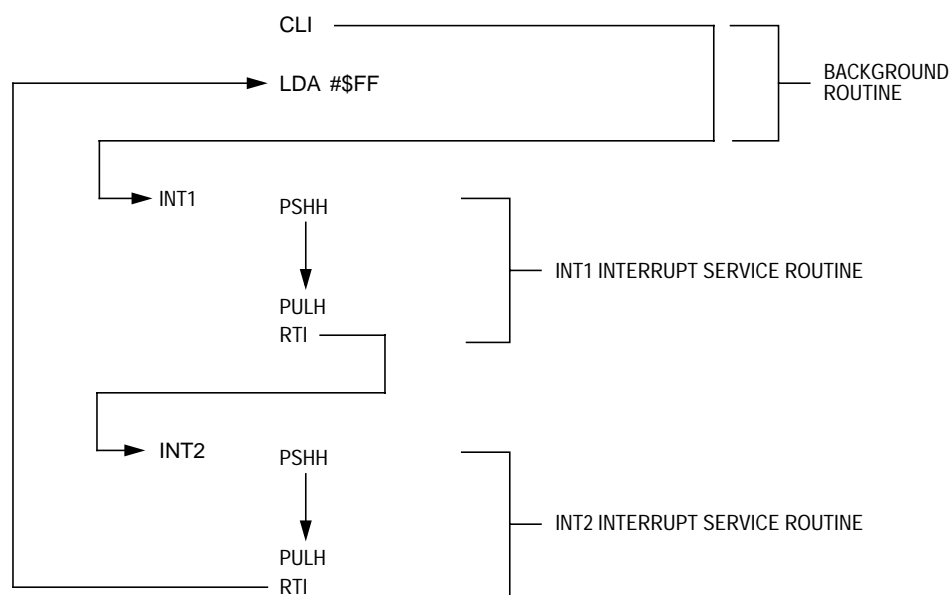 CLI
LDA #$FF
BACKGROUND
ROUTINE
INT1
PSHH
INT1 INTERRUPT SERVICE ROUTINE
PULH
RTI
INT2
PSHH
INT2 INTERRUPT SERVICE ROUTINE
PULH
RTI